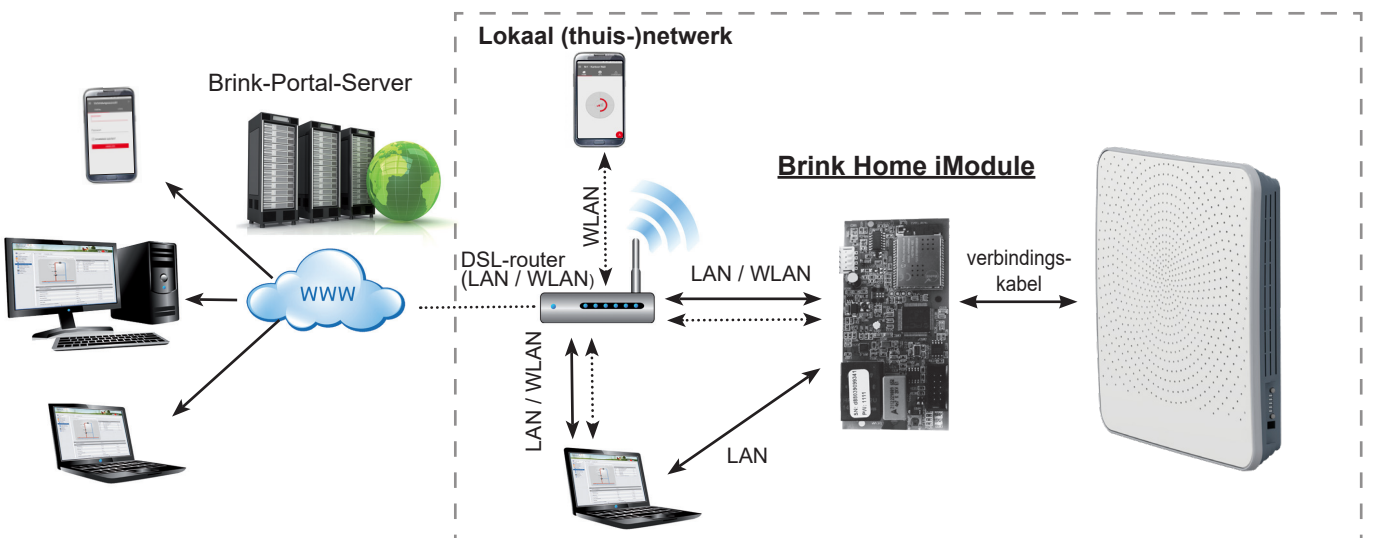 Lokaal (thuis-)netwerk
Brink-Portal-Server
WLAN
Brink Home iModule
DSL-router
(LAN / WLAN)
LAN / WLAN
verbindings-
kabel
WWW
LAN / WLAN
LAN
P/N: 1111